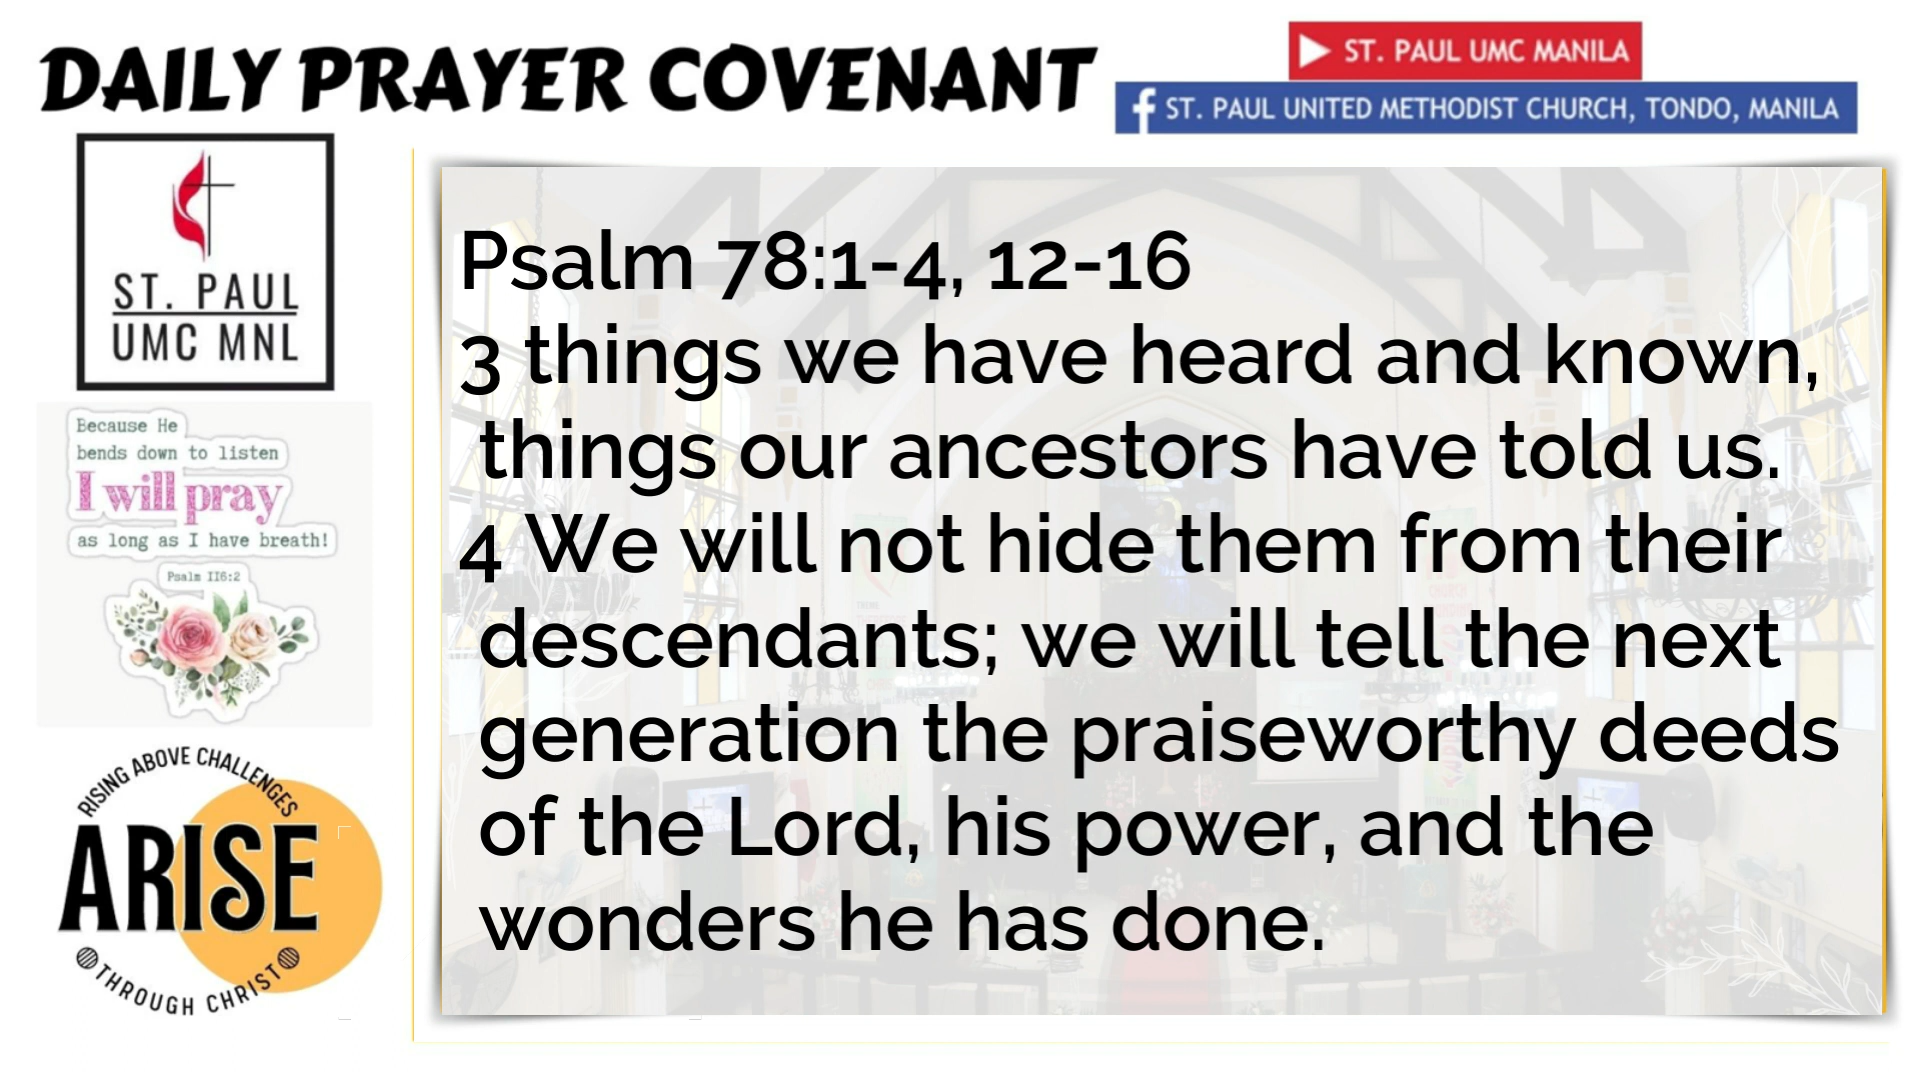 DAILY PRAYER COVENANT
ST. PAUL UMC MANILA
f ST. PAUL UNITED METHODIST CHURCH, TONDO, MANILA
ST. PAUL
UMC MNL
Because He
bends down to listen
I will pray
as long as I have breath!
Psalm 116:2
RISING ABOVE CHALLENGES
ARISE
THROUGH CHRIST
Psalm 78:1-4, 12-16
3 things we have heard and known,
things our ancestors have told us.
4 We will not hide them from their
descendants; we will tell the next
generation the praiseworthy deeds
of the Lord, his power, and the
wonders he has done.